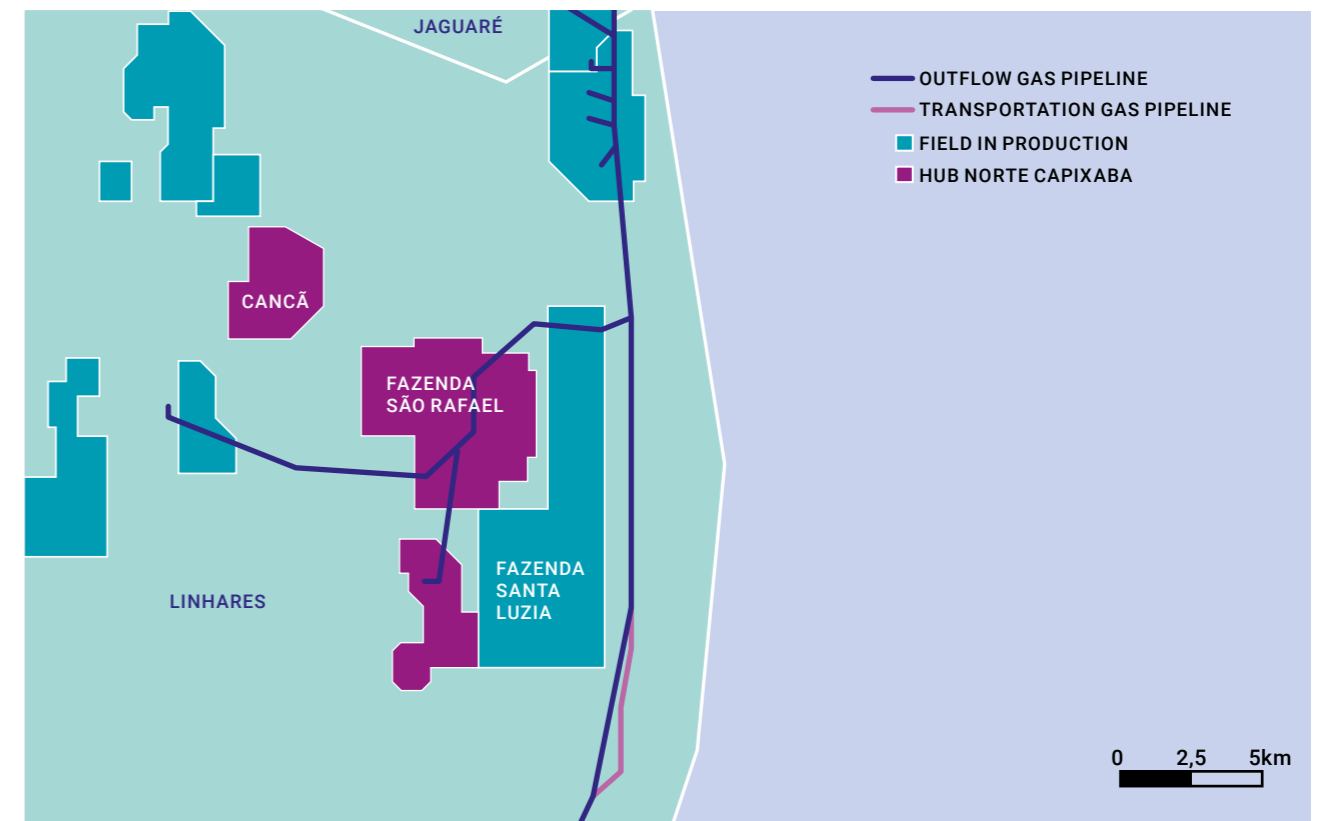 JAGUARÉ
OUTFLOW GAS PIPELINE
TRANSPORTATION GAS PIPELINE
FIELD IN PRODUCTION
HUB NORTE CAPIXABA
CANCÃ
FAZENDA
SÃO RAFAEL
FAZENDA
SANTA
LUZIA
LINHARES
0 2,5 5km